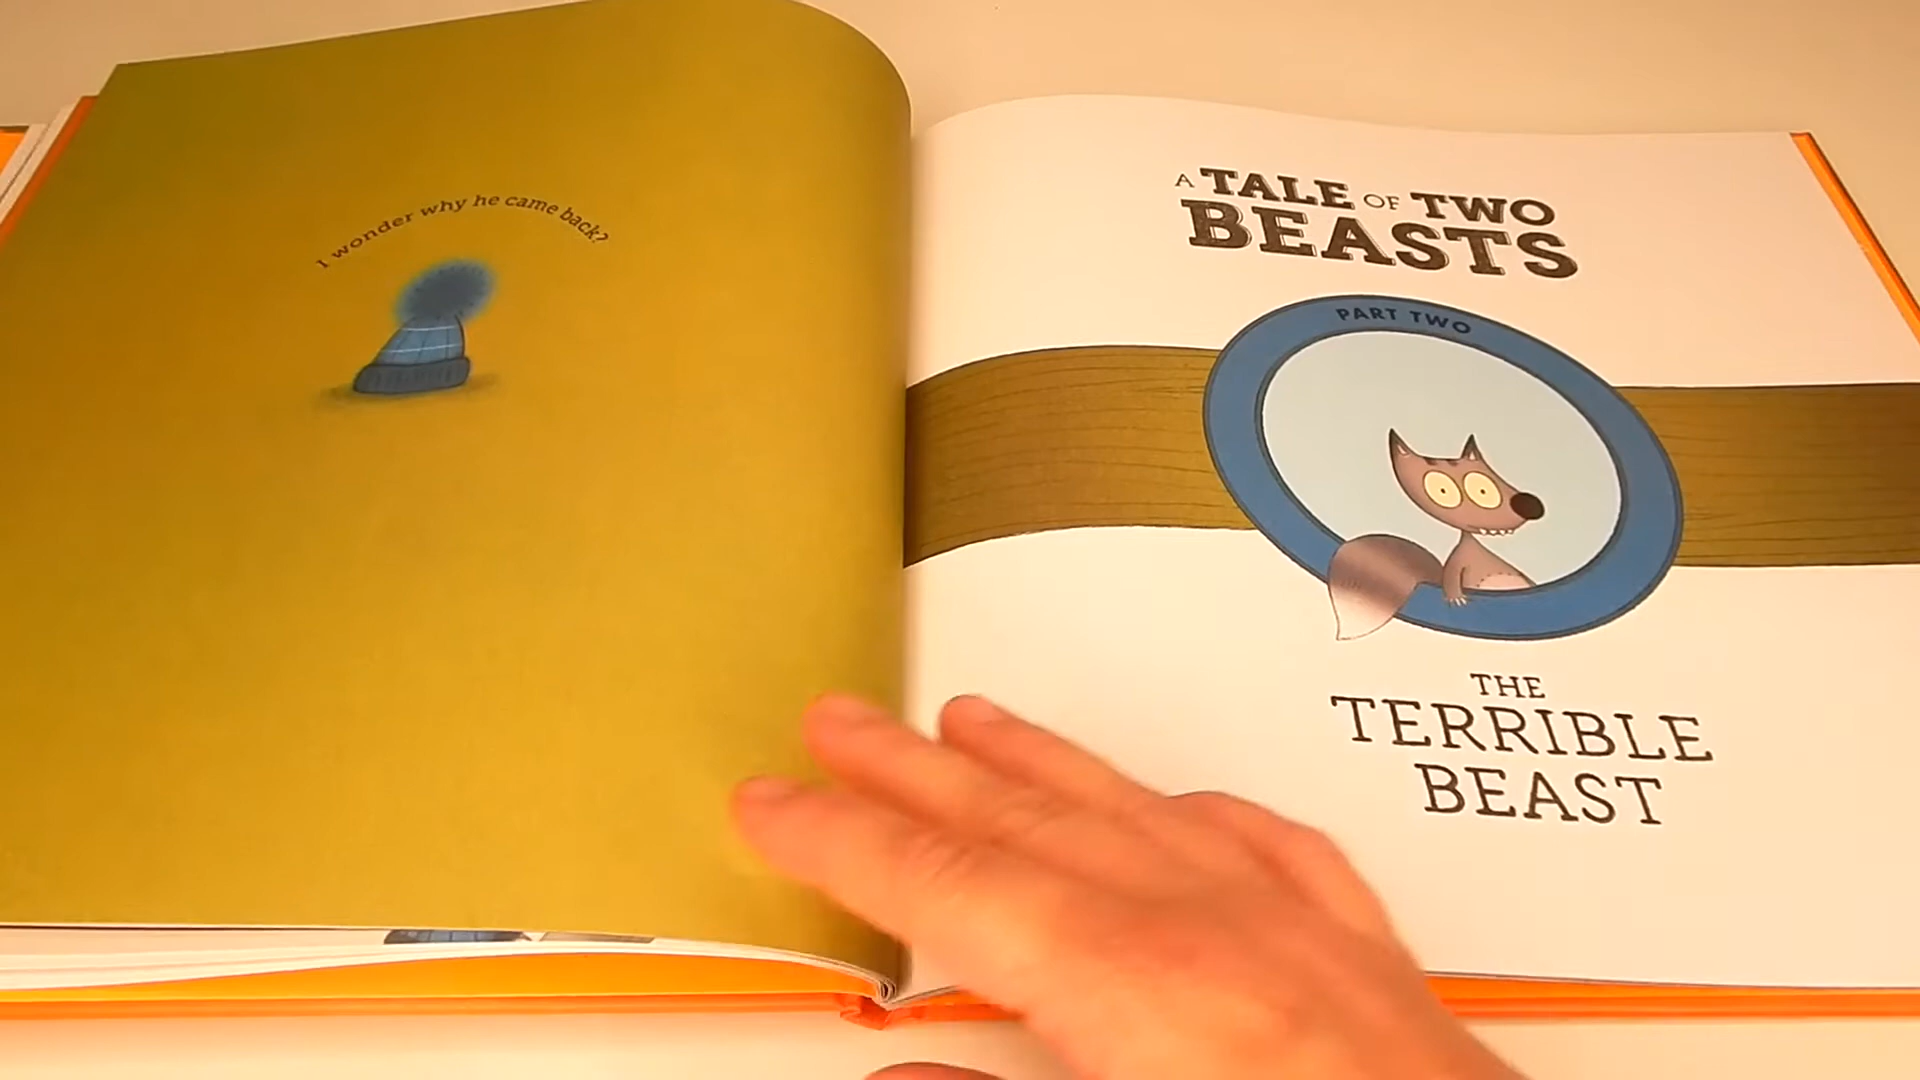 I wonder why he came back?
A TALE OF TWO
BEASTS
PART TWO
THE
TERRIBLE
BEAST